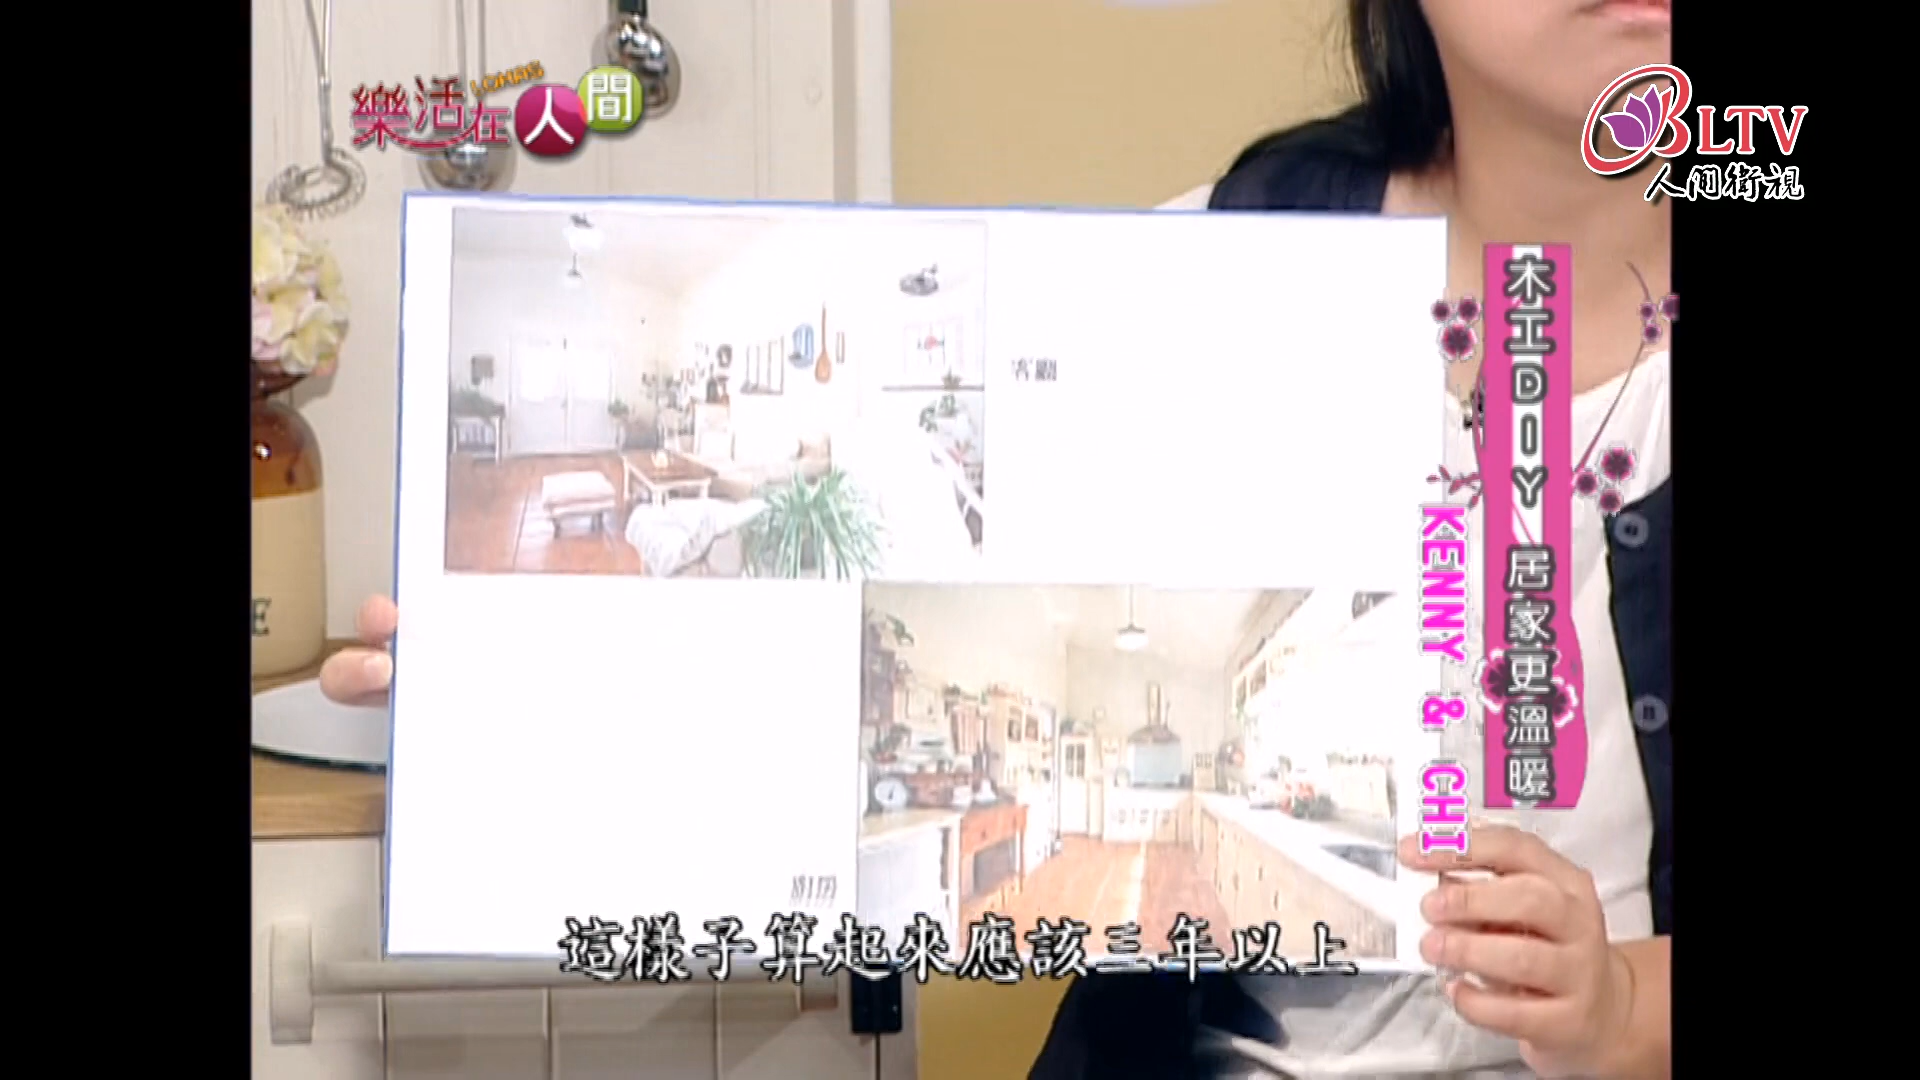 樂活在人間
LOHAS
BLTV
人間衛視
木工DIY 居家更溫暖
KENNY & CHI
客廳
廚房
這樣子算起來應該三年以上